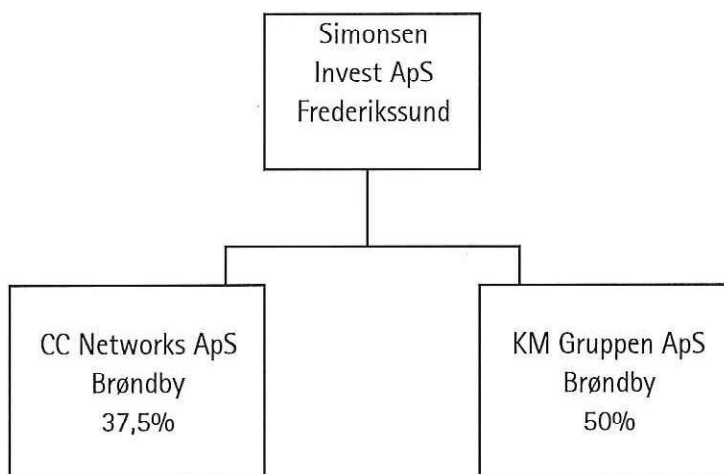 Simonsen
Invest ApS
Frederikssund
CC Networks ApS
Brøndby
37,5%
KM Gruppen ApS
Brøndby
50%